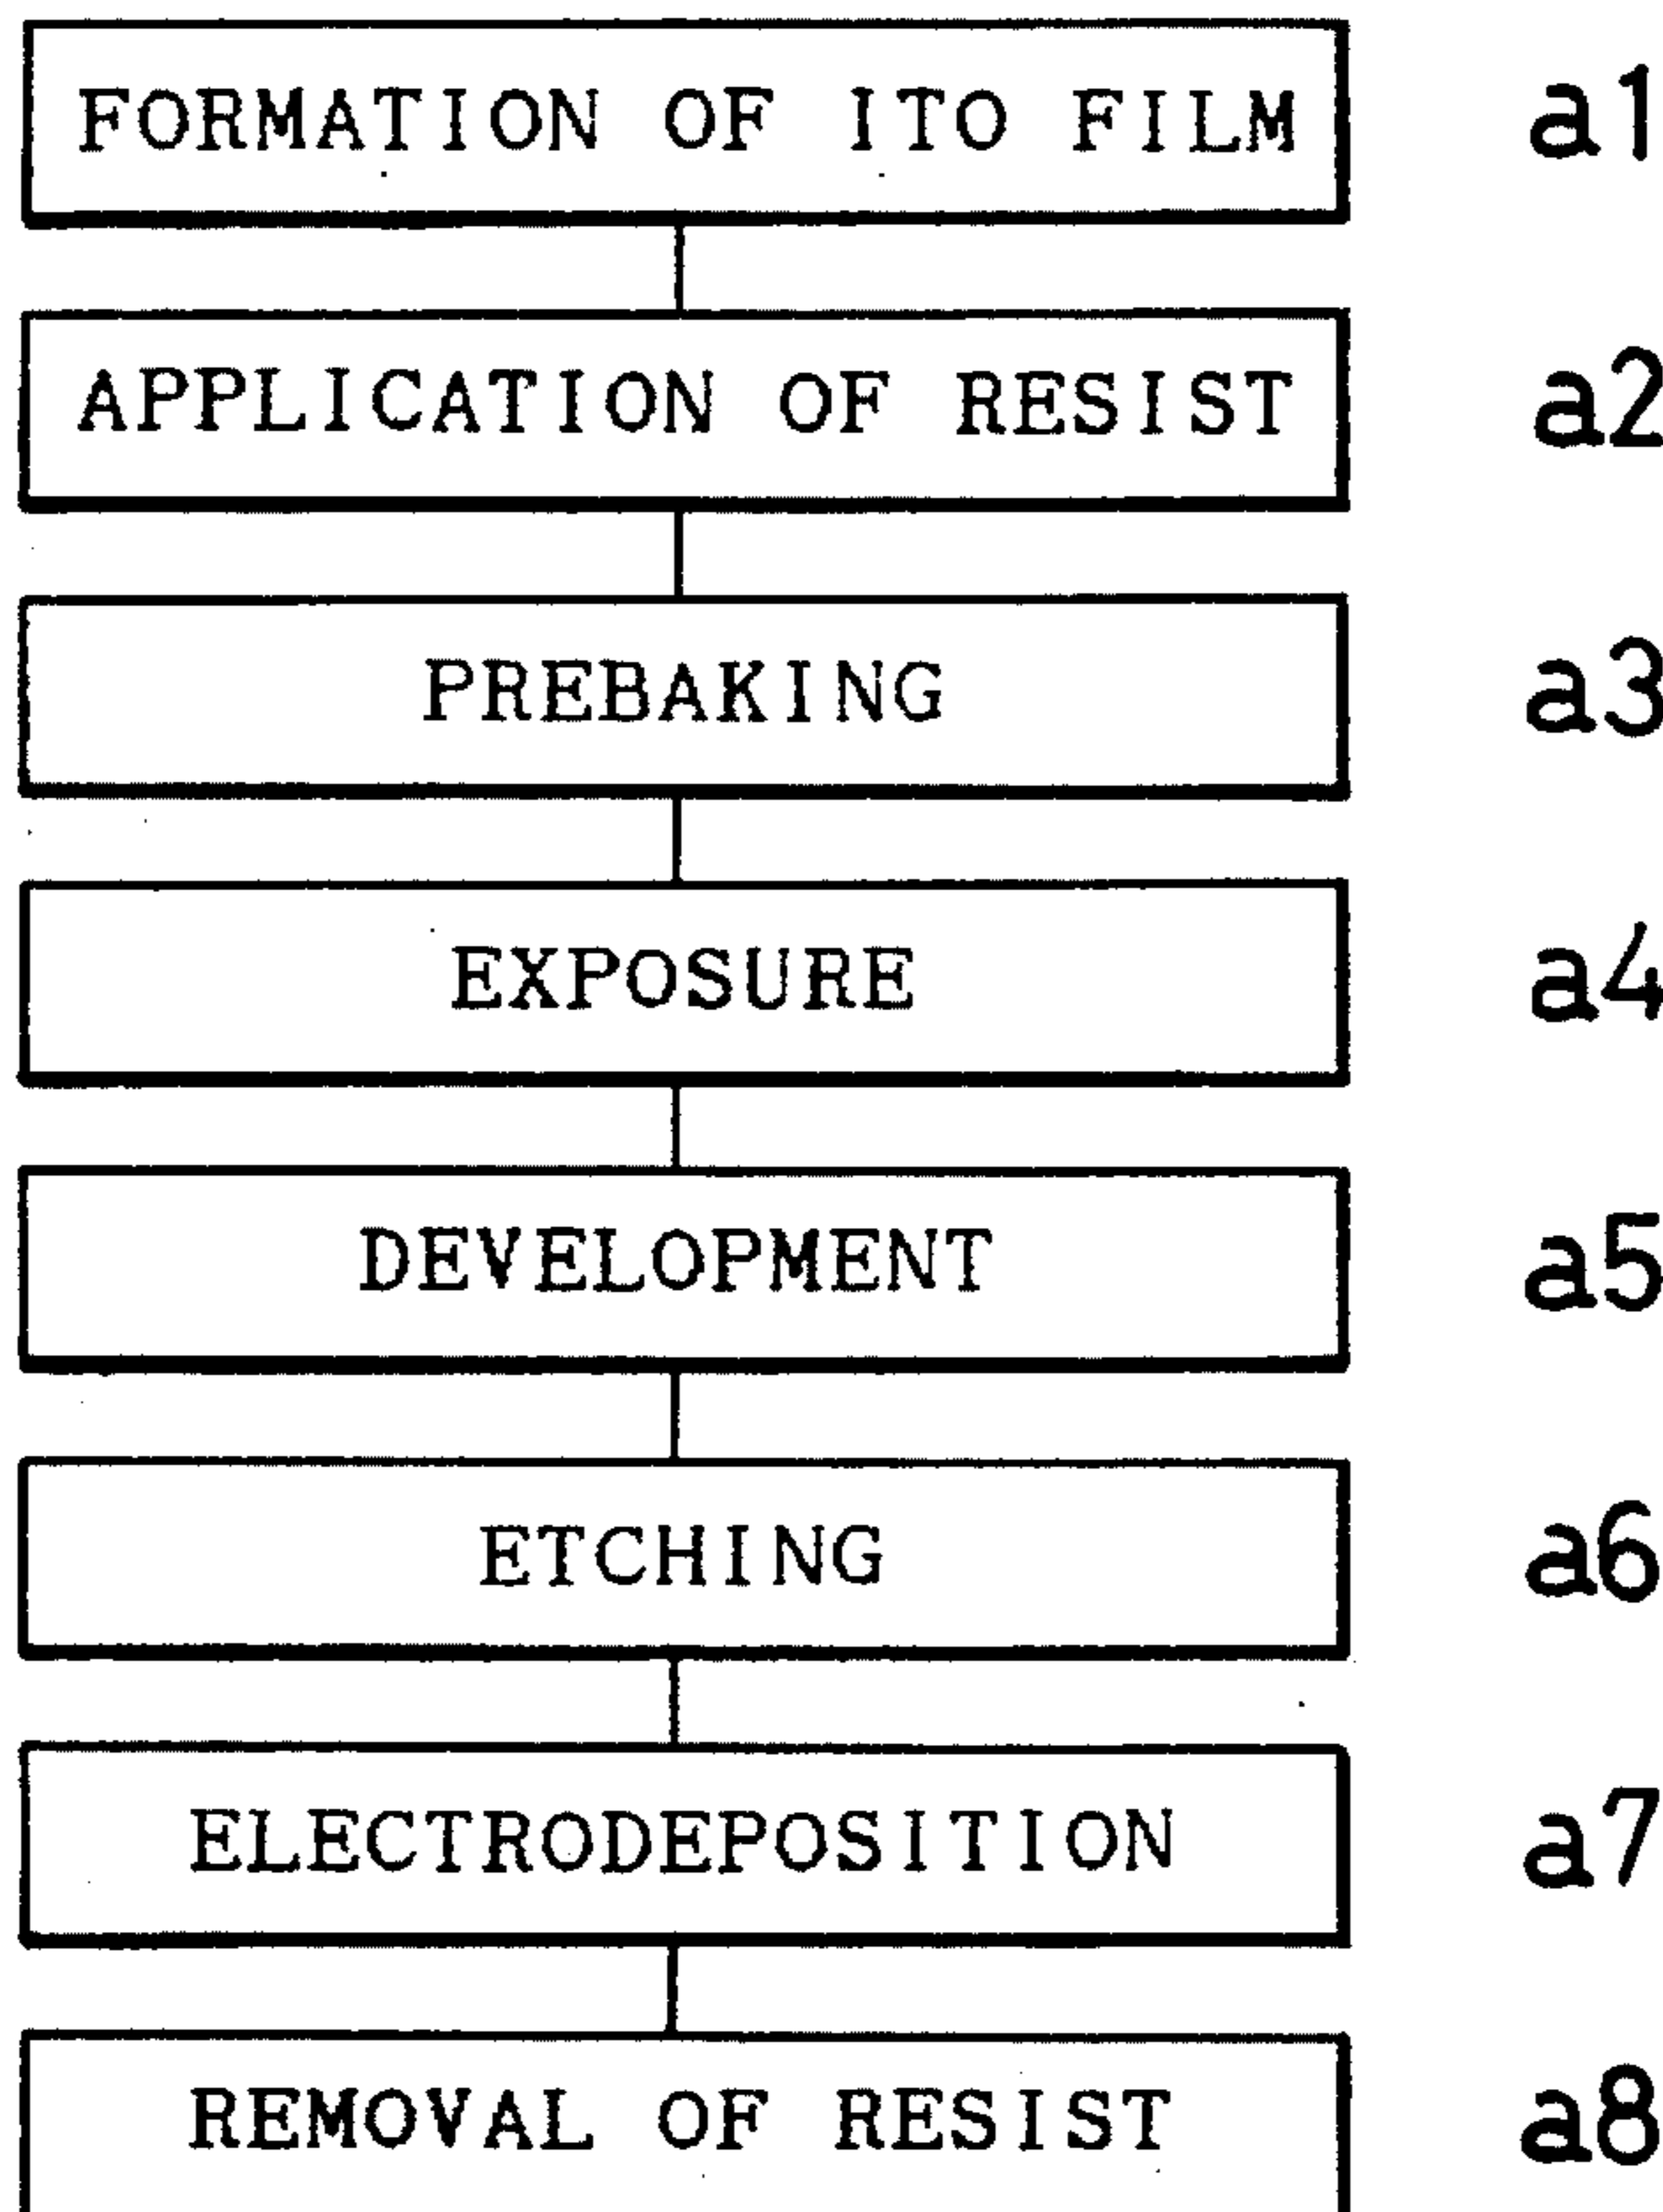 FORMATION OF ITO FILM a1
APPLICATION OF RESIST a2
PREBAKING a3
EXPOSURE a4
DEVELOPMENT a5
ETCHING a6
ELECTRODEPOSITION a7
REMOVAL OF RESIST a8